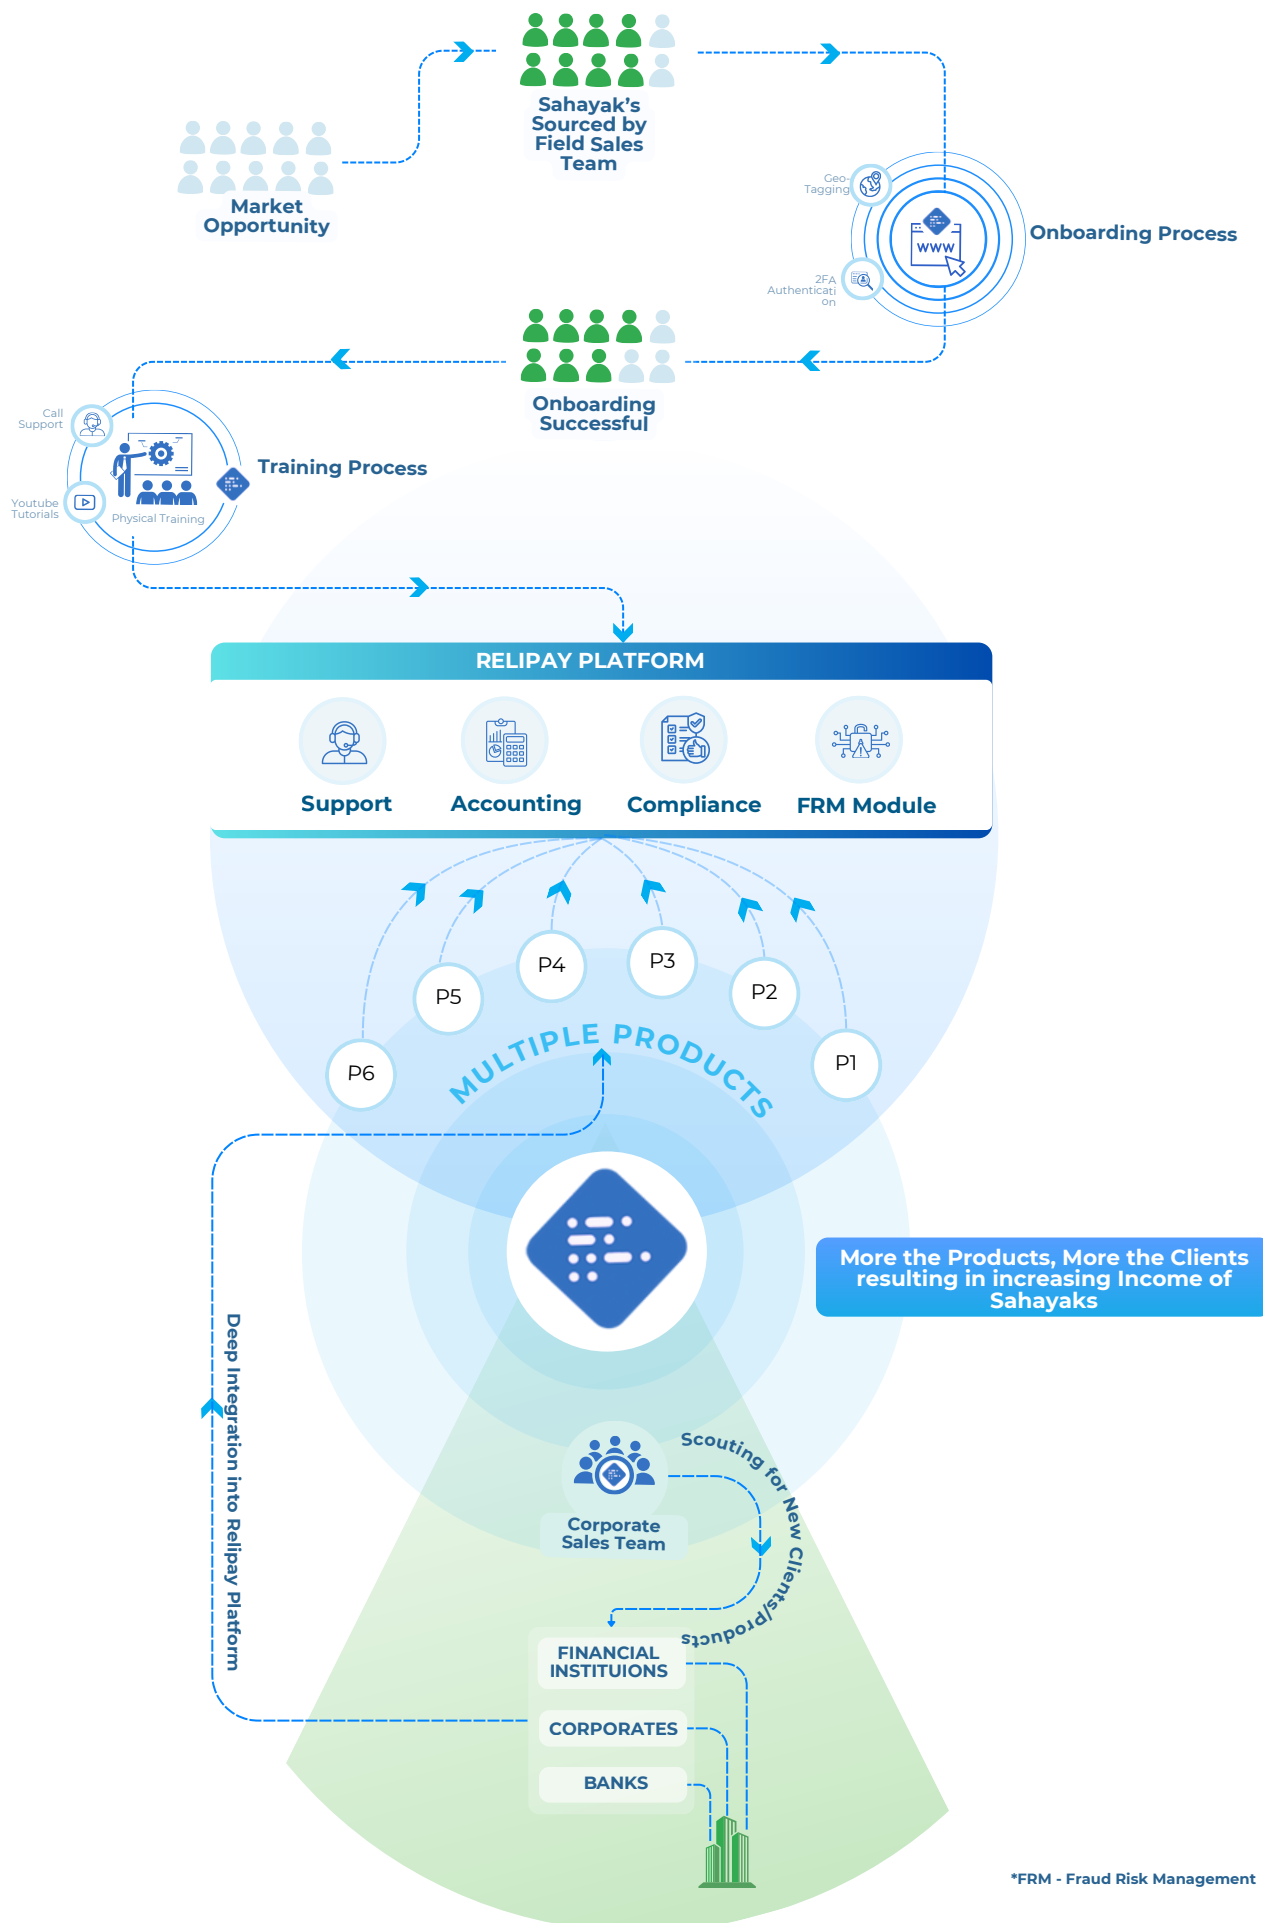 Sahayak's
Sourced by
Field Sales
Team
Market
Opportunity
Geo-
Tagging
WWW
Onboarding Process
2FA
Authenticati
on
Onboarding
Successful
Call
Support
Training Process
Youtube
Tutorials
Physical Training
RELIPAY PLATFORM
Support
Accounting
Compliance
FRM Module
P6
P5
P4
P3
P2
P1
MULTIPLE PRODUCTS
More the Products, More the Clients
resulting in increasing Income of
Sahayaks
Deep Integration into Relipay Platform
Scouting for New Clients/products
Corporate
Sales Team
FINANCIAL
INSTITUIONS
CORPORATES
BANKS
*FRM - Fraud Risk Management